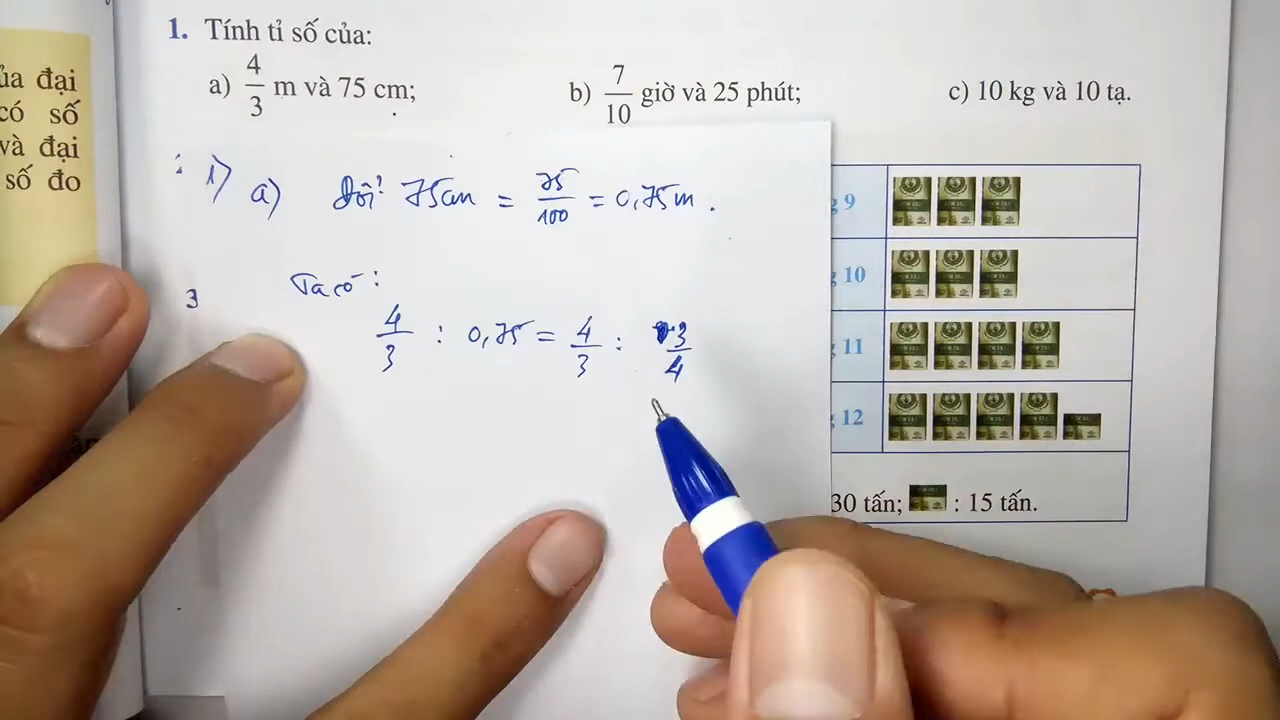 1. Tính tỉ số của:
a) 4/3 m và 75 cm; b) 7/10 giờ và 25 phút; c) 10 kg và 10 tạ.
ủa đại
có số
và đại
số đo
1) a) Đổi 75cm = 75/100 = 0,75m.
Ta có:
3
4/3 : 0,75 = 4/3 : 3/4
9
10
11
12
30 tấn; : 15 tấn.